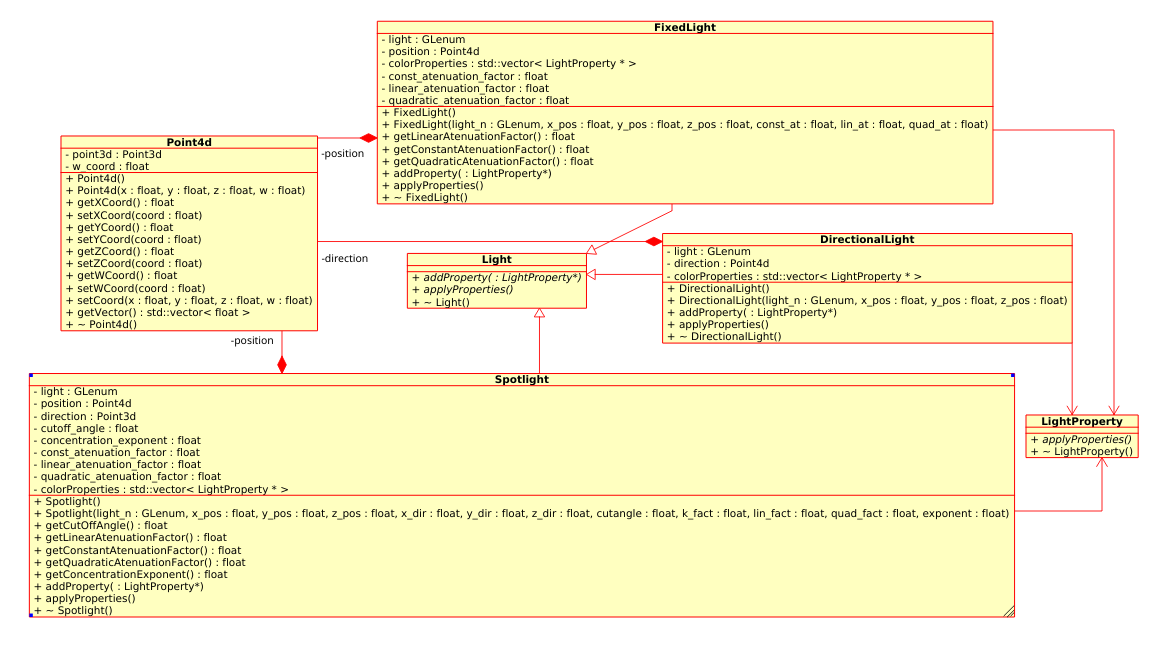 FixedLight
- light : GLenum
- position : Point4d
- colorProperties : std::vector< LightProperty * >
- const_atenuation_factor : float
- linear_atenuation_factor : float
- quadratic_atenuation_factor : float
+ FixedLight()
+ FixedLight(light_n : GLenum, x_pos : float, y_pos : float, z_pos : float, const_at : float, lin_at : float, quad_at : float)
+ getLinearAtenuationFactor() : float
+ getConstantAtenuationFactor() : float
+ getQuadraticAtenuationFactor() : float
+ addProperty( : LightProperty*)
+ applyProperties()
+ ~ FixedLight()
Point4d
- point3d : Point3d
- w_coord : float
+ Point4d()
+ Point4d(x : float, y : float, z : float, w : float)
+ getXCoord() : float
+ setXCoord(coord : float)
+ getYCoord() : float
+ setYCoord(coord : float)
+ getZCoord() : float
+ setZCoord(coord : float)
+ getWCoord() : float
+ setWCoord(coord : float)
+ setCoord(x : float, y : float, z : float, w : float)
+ getVector() : std::vector< float >
+ ~ Point4d()
-position
-direction
-position
Light
+ addProperty( : LightProperty*)
+ applyProperties()
+ ~ Light()
DirectionalLight
- light : GLenum
- direction : Point4d
- colorProperties : std::vector< LightProperty * >
+ DirectionalLight()
+ DirectionalLight(light_n : GLenum, x_pos : float, y_pos : float, z_pos : float)
+ addProperty( : LightProperty*)
+ applyProperties()
+ ~ DirectionalLight()
Spotlight
- light : GLenum
- position : Point4d
- direction : Point3d
- cutoff_angle : float
- concentration_exponent : float
- const_atenuation_factor : float
- linear_atenuation_factor : float
- quadratic_atenuation_factor : float
- colorProperties : std::vector< LightProperty * >
+ Spotlight()
+ Spotlight(light_n : GLenum, x_pos : float, y_pos : float, z_pos : float, x_dir : float, y_dir : float, z_dir : float, cutangle : float, k_fact : float, lin_fact : float, quad_fact : float, exponent : float)
+ getCutOffAngle() : float
+ getLinearAtenuationFactor() : float
+ getConstantAtenuationFactor() : float
+ getQuadraticAtenuationFactor() : float
+ getConcentrationExponent() : float
+ addProperty( : LightProperty*)
+ applyProperties()
+ ~ Spotlight()
LightProperty
+ applyProperties()
+ ~ LightProperty()